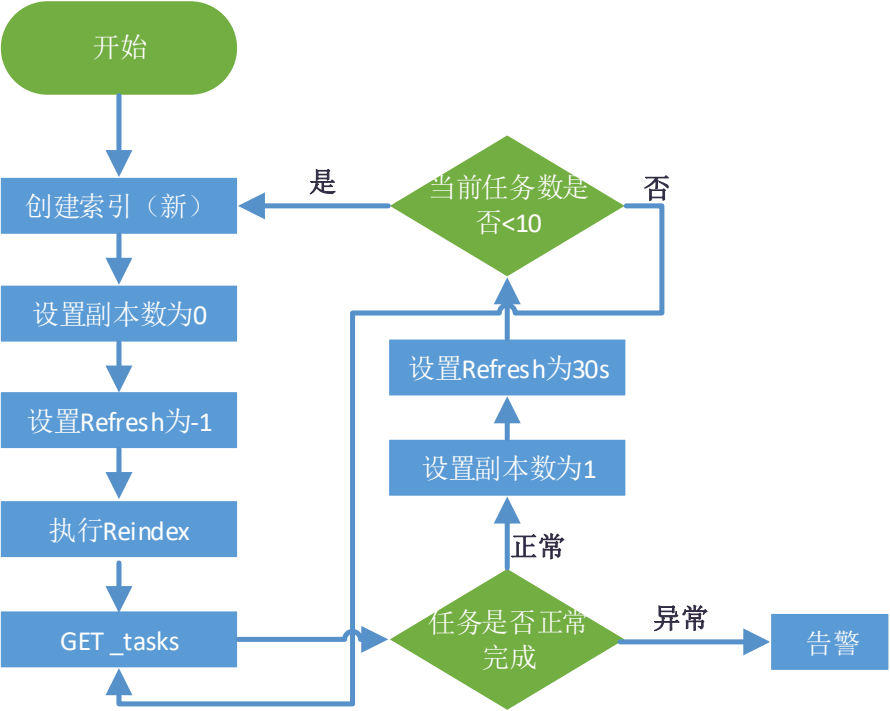 开始
创建索引（新）
设置副本数为0
设置Refresh为-1
执行Reindex
GET _tasks
任务是否正常
完成
正常
异常
告警
设置副本数为1
设置Refresh为30s
当前任务数是
否<10
是
否